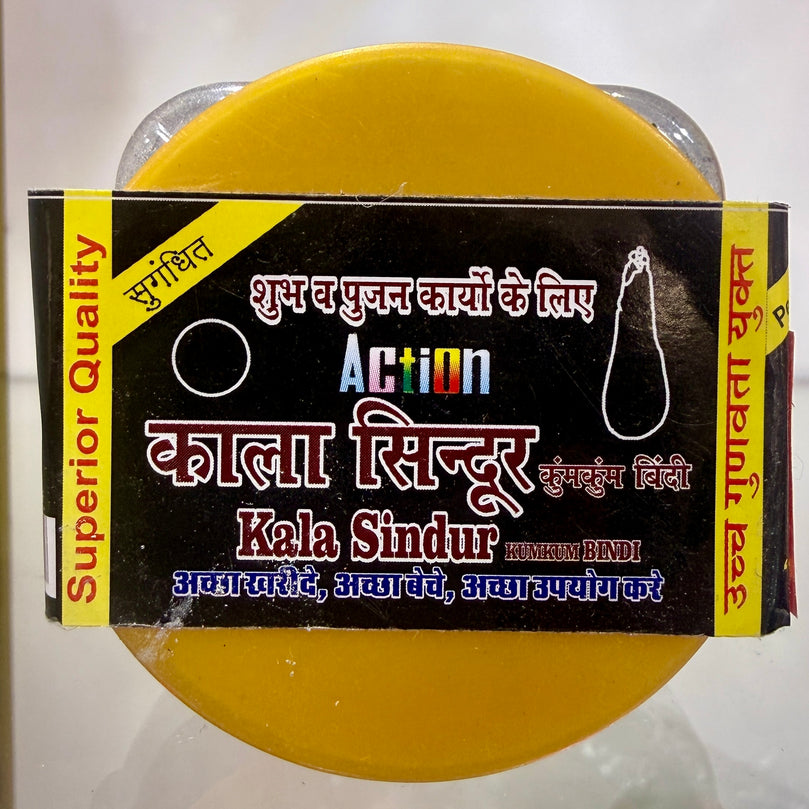 Superior Quality
सुगंधित
शुभ व पुजन कार्यो के लिए
Action
काला सिन्दूर
कुंमकुंम बिंदी
Kala Sindur
KUMKUM BINDI
अच्छा खरीदे, अच्छा बेचे, अच्छा उपयोग करे
उच्च गुणवत्ता युक्त